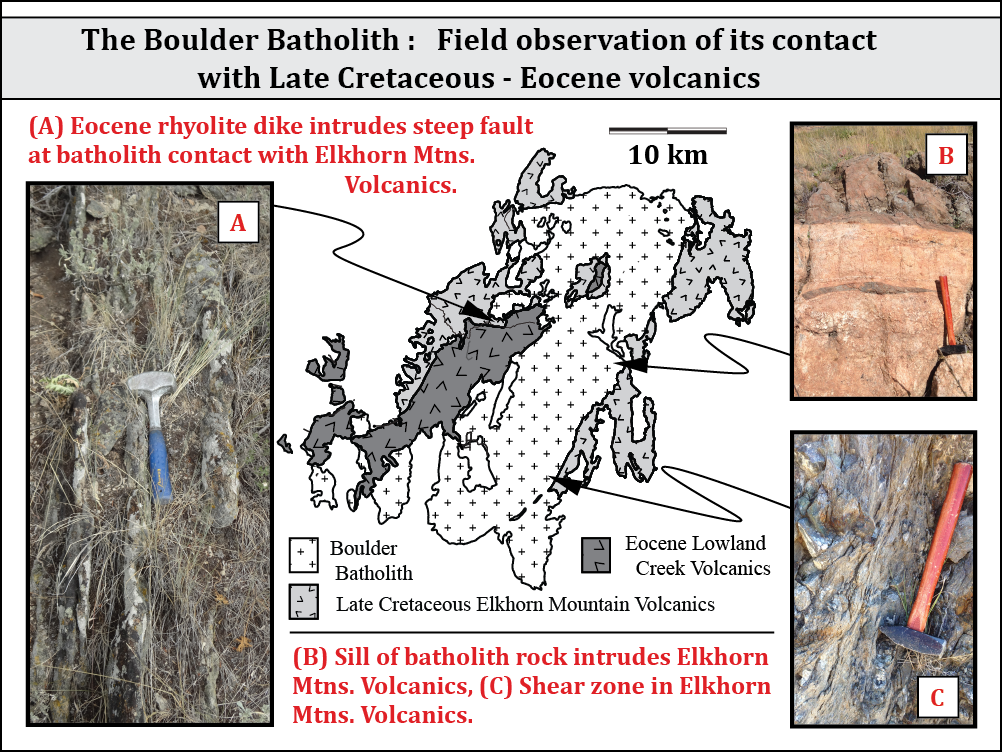 The Boulder Batholith :   Field observation of its contact
with Late Cretaceous - Eocene volcanics
(A) Eocene rhyolite dike intrudes steep fault
at batholith contact with Elkhorn Mtns.
Volcanics.
10 km
A
B
C
Boulder
Batholith
Eocene Lowland
Creek Volcanics
Late Cretaceous Elkhorn Mountain Volcanics
(B) Sill of batholith rock intrudes Elkhorn
Mtns. Volcanics, (C) Shear zone in Elkhorn
Mtns. Volcanics.